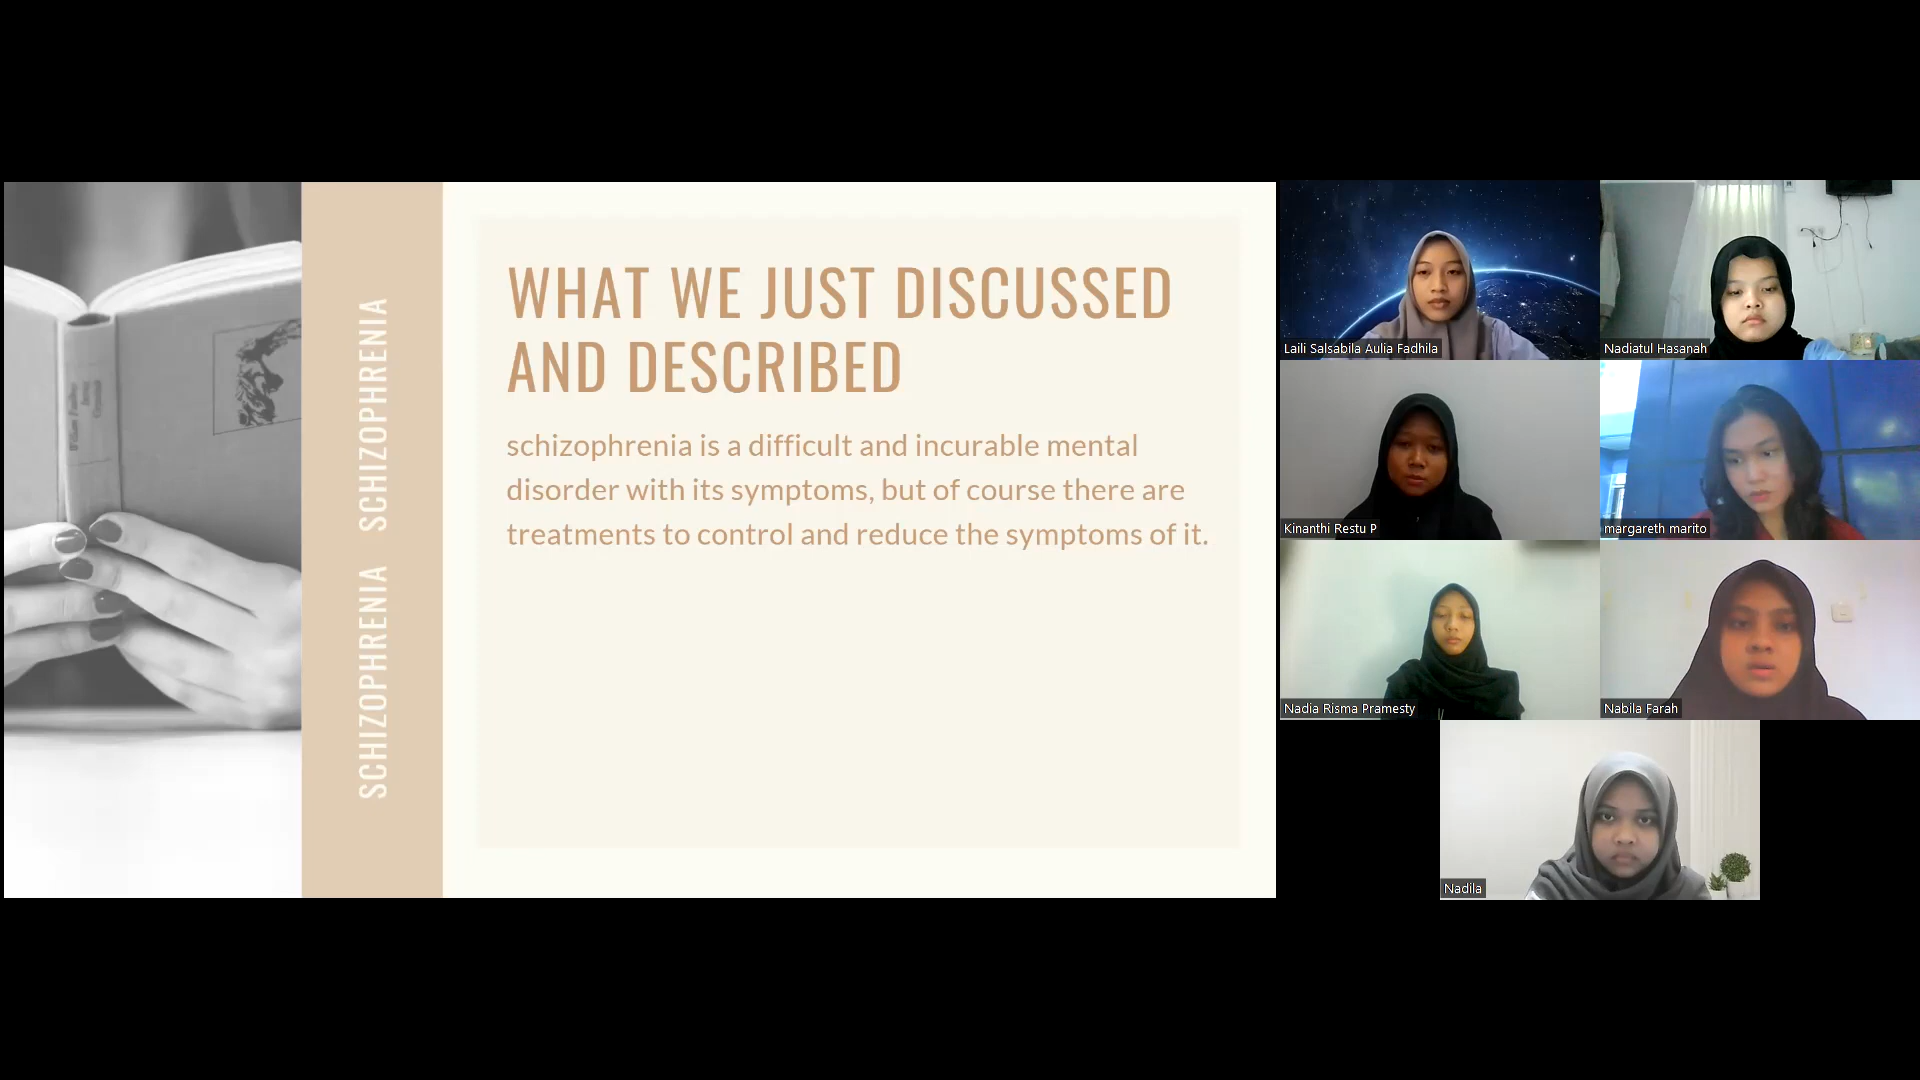 SCHIZOPHRENIA SCHIZOPHRENIA
WHAT WE JUST DISCUSSED
AND DESCRIBED
schizophrenia is a difficult and incurable mental
disorder with its symptoms, but of course there are
treatments to control and reduce the symptoms of it.
Laili Salsabila Aulia Fadhila
Nadiatul Hasanah
Kinanthi Restu P
margareth marito
Nadia Risma Pramesty
Nabila Farah
Nadila